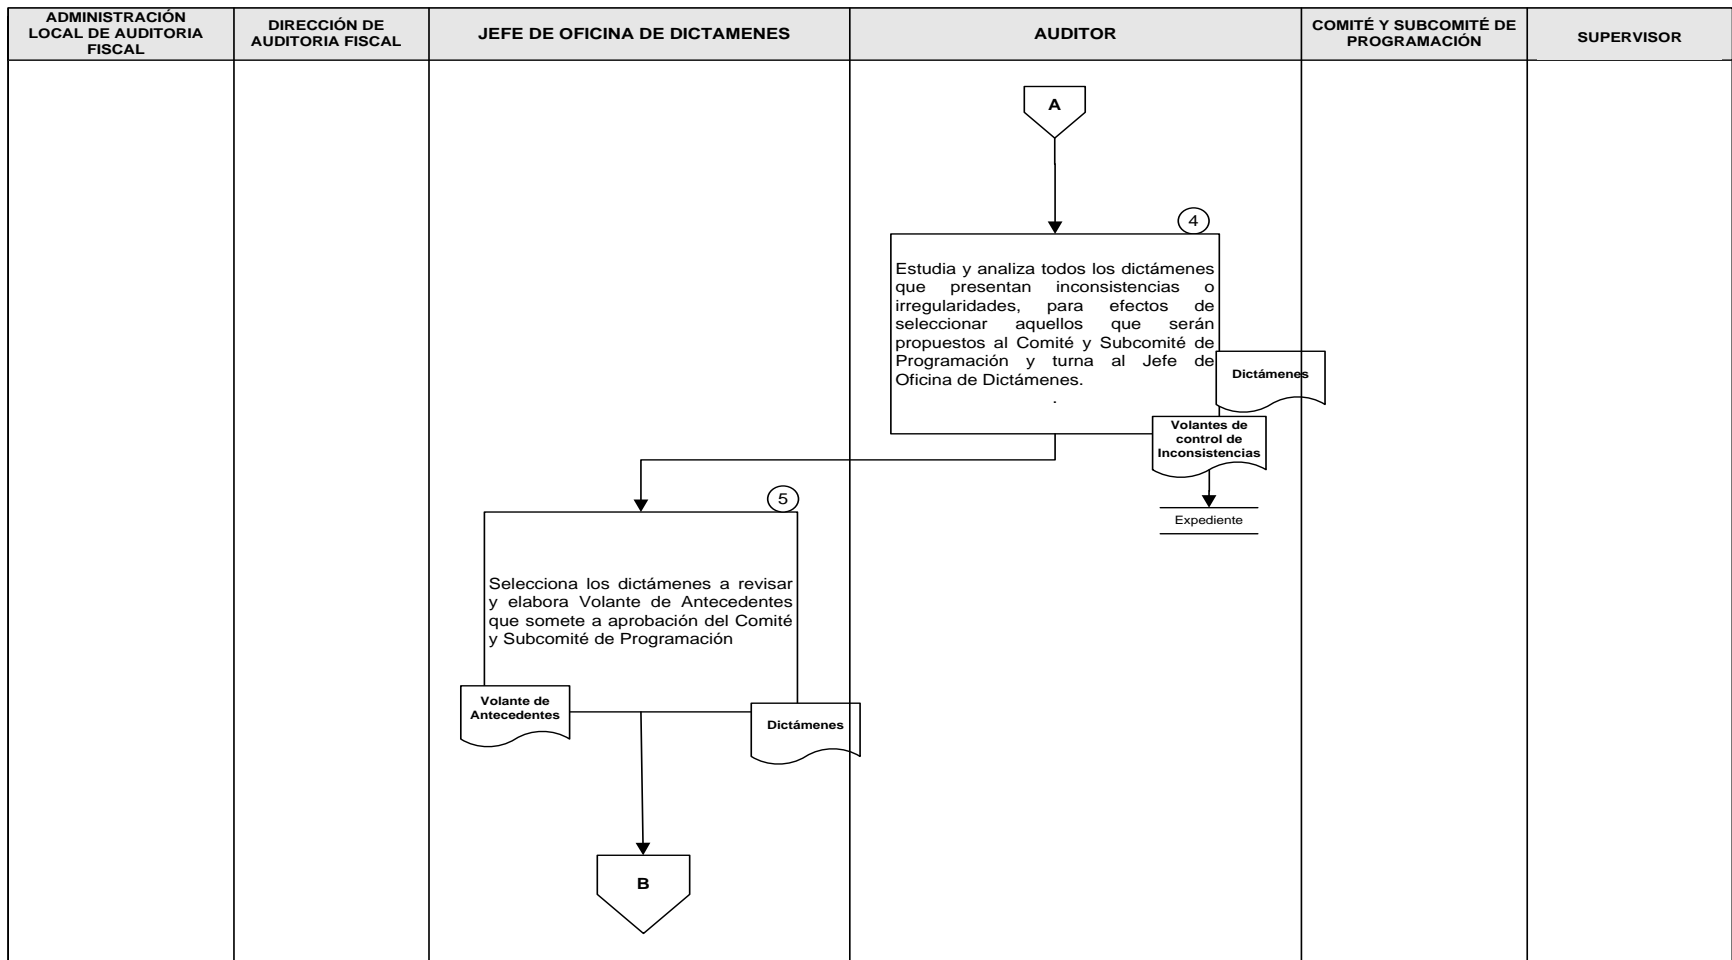 ADMINISTRACIÓN
LOCAL DE AUDITORIA
FISCAL
DIRECCIÓN DE
AUDITORIA FISCAL
JEFE DE OFICINA DE DICTAMENES
AUDITOR
COMITÉ Y SUBCOMITÉ DE
PROGRAMACIÓN
SUPERVISOR
A
4
Estudia y analiza todos los dictámenes
que presentan inconsistencias o
irregularidades, para efectos de
seleccionar aquellos que serán
propuestos al Comité y Subcomité de
Programación y turna al Jefe de
Oficina de Dictámenes.
.
Dictámenes
Volantes de
control de
Inconsistencias
Expediente
5
Selecciona los dictámenes a revisar
y elabora Volante de Antecedentes
que somete a aprobación del Comité
y Subcomité de Programación
Volante de
Antecedentes
Dictámenes
B